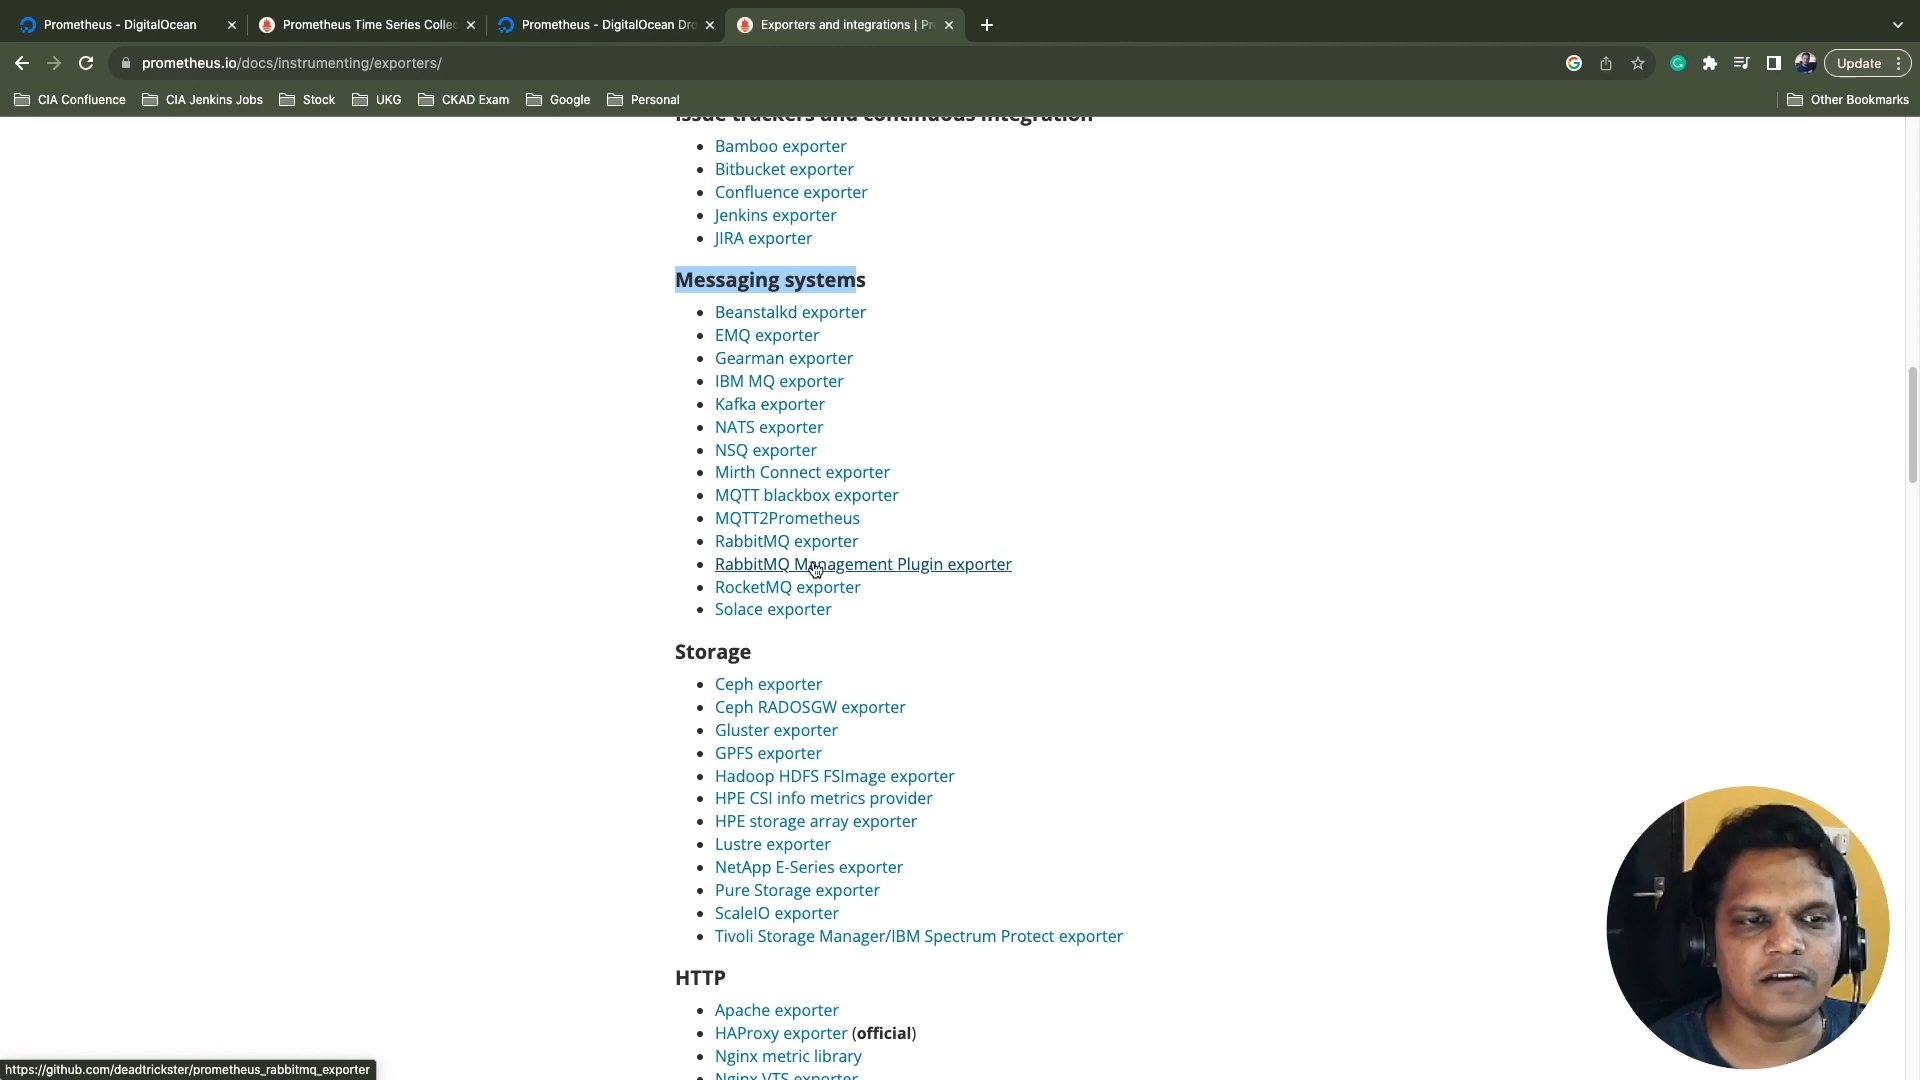 Prometheus - DigitalOcean
Prometheus Time Series Collec
Prometheus - DigitalOcean Dro
Exporters and integrations | Pro
prometheus.io/docs/instrumenting/exporters/
Update
CIA Confluence
CIA Jenkins Jobs
Stock
UKG
CKAD Exam
Google
Personal
Other Bookmarks
Issue trackers and continuous integration
Bamboo exporter
Bitbucket exporter
Confluence exporter
Jenkins exporter
JIRA exporter
Messaging systems
Beanstalkd exporter
EMQ exporter
Gearman exporter
IBM MQ exporter
Kafka exporter
NATS exporter
NSQ exporter
Mirth Connect exporter
MQTT blackbox exporter
MQTT2Prometheus
RabbitMQ exporter
RabbitMQ Management Plugin exporter
RocketMQ exporter
Solace exporter
Storage
Ceph exporter
Ceph RADOSGW exporter
Gluster exporter
GPFS exporter
Hadoop HDFS FSImage exporter
HPE CSI info metrics provider
HPE storage array exporter
Lustre exporter
NetApp E-Series exporter
Pure Storage exporter
ScaleIO exporter
Tivoli Storage Manager/IBM Spectrum Protect exporter
HTTP
Apache exporter
HAProxy exporter (official)
Nginx metric library
Nginx VTS exporter
https://github.com/deadtrickster/prometheus_rabbitmq_exporter